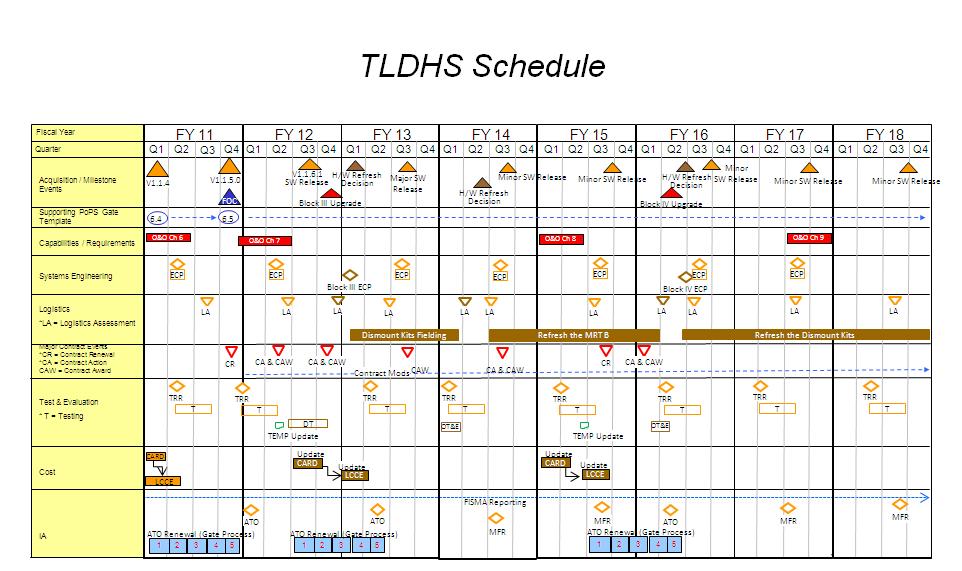 TLDHS Schedule
Fiscal Year FY 11 FY 12 FY 13 FY 14 FY 15 FY 16 FY 17 FY 18
Quarter Q1 Q2 Q3 Q4 Q1 Q2 Q3 Q4 Q1 Q2 Q3 Q4 Q1 Q2 Q3 Q4 Q1 Q2 Q3 Q4 Q1 Q2 Q3 Q4 Q1 Q2 Q3 Q4 Q1 Q2 Q3 Q4
Acquisition / Milestone
Events
V1.1.4
V1.1.5.0
FOC
V1.1.6.1
SW Release
Block III Upgrade
H/W Refresh
Decision
Major SW
Release
H/W Refresh
Decision
Minor SW Release
Minor SW Release
H/W Refresh
Decision
Block IV Upgrade
Minor
SW Release
Minor SW Release
Minor SW Release
Supporting PoPS Gate
Template
6.4 6.5
Capabilities / Requirements
O&O Ch 6 O&O Ch 7 O&O Ch 8 O&O Ch 9
Systems Engineering
ECP ECP ECP ECP ECP ECP ECP
Block III ECP Block IV ECP
Logistics
*LA = Logistics Assessment
LA LA LA LA LA LA LA LA LA LA LA
Dismount Kits Fielding Refresh the MRT B Refresh the Dismount Kits
Major Contract Events
*CR = Contract Renewal
*CA = Contract Action
CAW = Contract Award
CR CA & CAW CA & CAW CAW CA & CAW CR CA & CAW
Contract Mods
Test & Evaluation
* T = Testing
TRR TRR TRR TRR TRR TRR TRR TRR
T T T T T T T T
DT DT&E DT&E
TEMP Update TEMP Update
Cost
CARD
LCCE
Update
CARD
Update
LCCE
Update
CARD
Update
LCCE
IA
FISMA Reporting
ATO ATO MFR MFR ATO MFR MFR
ATO Renewal (Gate Process) ATO Renewal (Gate Process) ATO Renewal (Gate Process)
1 2 3 4 5 1 2 3 4 5 1 2 3 4 5